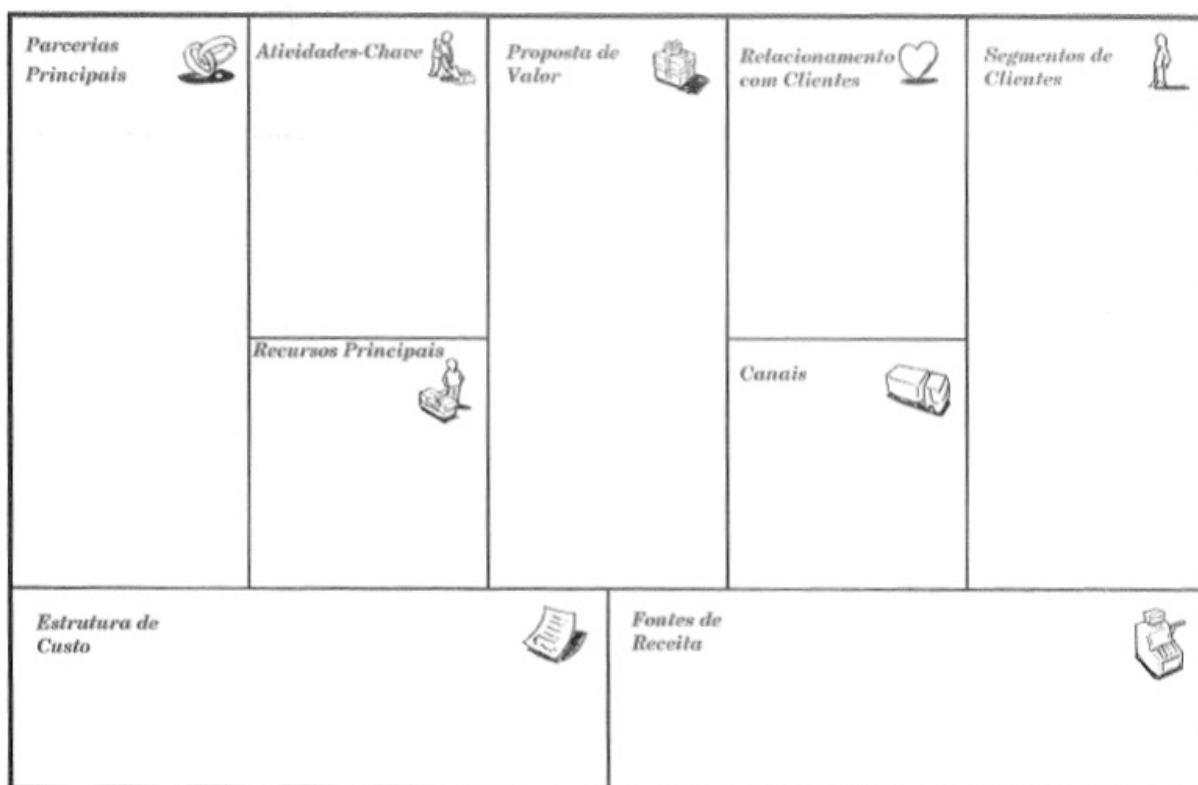 Parcerias
Principais
Atividades-Chave
Proposta de
Valor
Relacionamento
com Clientes
Segmentos de
Clientes
Recursos Principais
Canais
Estrutura de
Custo
Fontes de
Receita